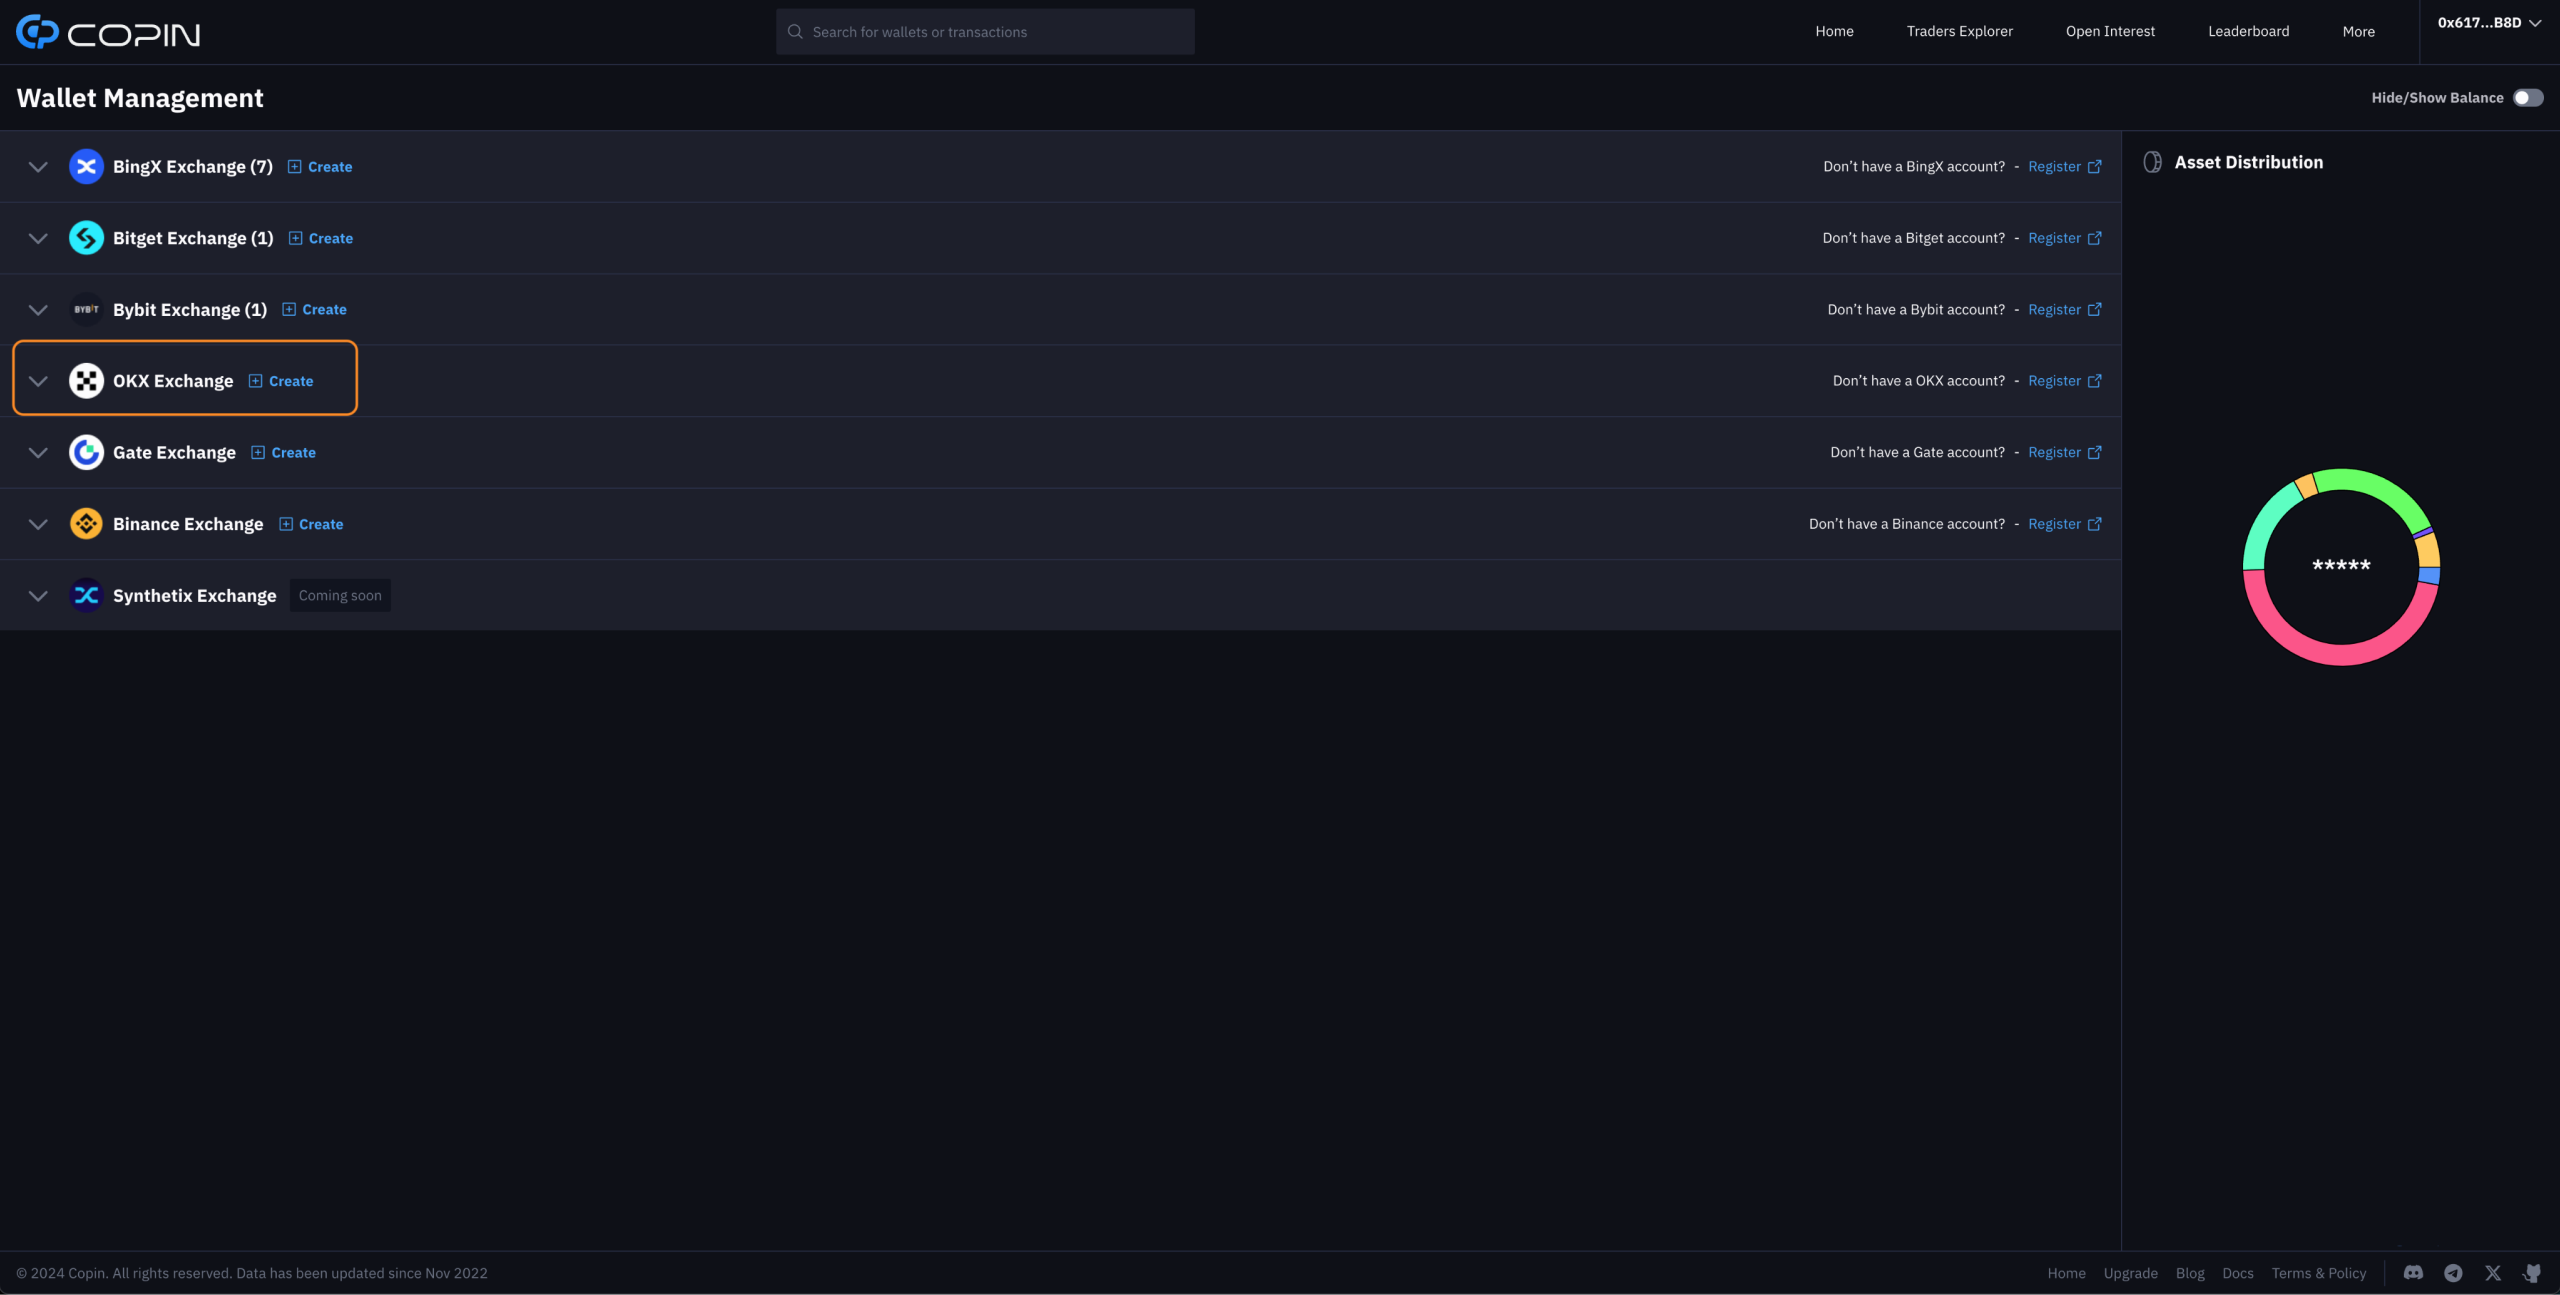 COPIN
Search for wallets or transactions
Home
Traders Explorer
Open Interest
Leaderboard
More
0x617...B8D
Wallet Management
Hide/Show Balance
BingX Exchange (7)
Create
Don’t have a BingX account? - Register
Bitget Exchange (1)
Create
Don’t have a Bitget account? - Register
BYBIT
Bybit Exchange (1)
Create
Don’t have a Bybit account? - Register
OKX Exchange
Create
Don’t have a OKX account? - Register
Gate Exchange
Create
Don’t have a Gate account? - Register
Binance Exchange
Create
Don’t have a Binance account? - Register
Synthetix Exchange
Coming soon
Asset Distribution
*****
© 2024 Copin. All rights reserved. Data has been updated since Nov 2022
Home
Upgrade
Blog
Docs
Terms & Policy